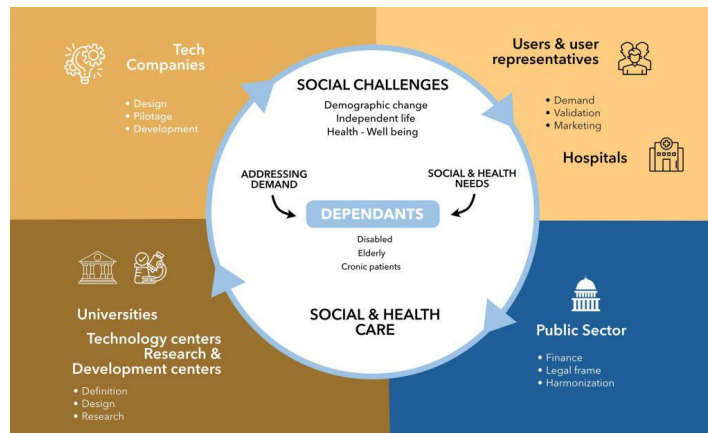 Tech
Companies
• Design
• Pilotage
• Development
Users & user
representatives
• Demand
• Validation
• Marketing
Hospitals
SOCIAL CHALLENGES
Demographic change
Independent life
Health - Well being
ADDRESSING
DEMAND
SOCIAL & HEALTH
NEEDS
DEPENDANTS
Disabled
Elderly
Cronic patients
SOCIAL & HEALTH
CARE
Universities
Technology centers
Research &
Development centers
• Definition
• Design
• Research
Public Sector
• Finance
• Legal frame
• Harmonization